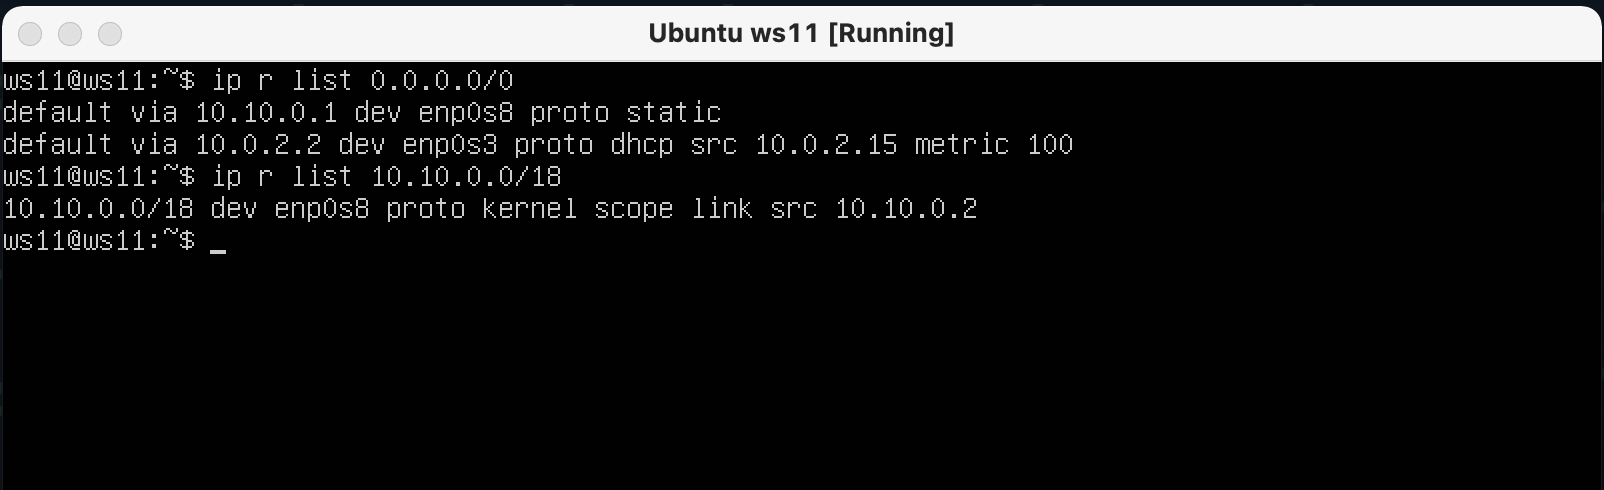 Ubuntu ws11 [Running]
ws11@ws11:~$ ip r list 0.0.0.0/0
default via 10.10.0.1 dev enp0s8 proto static
default via 10.0.2.2 dev enp0s3 proto dhcp src 10.0.2.15 metric 100
ws11@ws11:~$ ip r list 10.10.0.0/18
10.10.0.0/18 dev enp0s8 proto kernel scope link src 10.10.0.2
ws11@ws11:~$ _